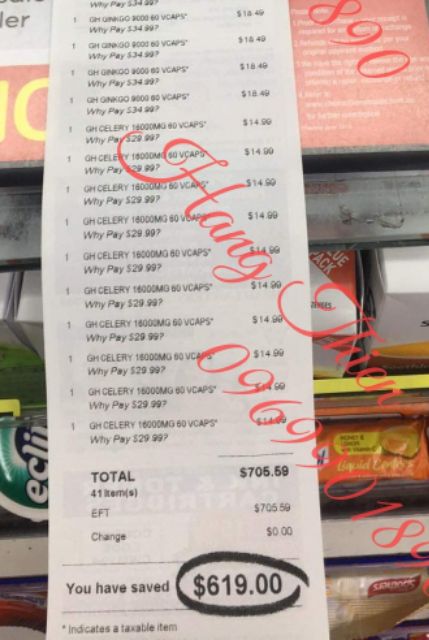 ler
Why Pay $34.99?
1 GH GINKGO 9000 60 VCAPS* $18.49
Why Pay $34.99?
1 GH GINKGO 9000 60 VCAPS* $18.49
Why Pay $34.99?
1 GH GINKGO 9000 60 VCAPS* $18.49
Why Pay $34.99?
1 GH GINKGO 9000 60 VCAPS* $18.49
Why Pay $34.99?
1 GH CELERY 16000MG 60 VCAPS* $14.99
Why Pay $29.99?
1 GH CELERY 16000MG 60 VCAPS* $14.99
Why Pay $29.99?
1 GH CELERY 16000MG 60 VCAPS* $14.99
Why Pay $29.99?
1 GH CELERY 16000MG 60 VCAPS* $14.99
Why Pay $29.99?
1 GH CELERY 16000MG 60 VCAPS* $14.99
Why Pay $29.99?
1 GH CELERY 16000MG 60 VCAPS* $14.99
Why Pay $29.99?
1 GH CELERY 16000MG 60 VCAPS* $14.99
Why Pay $29.99?
1 GH CELERY 16000MG 60 VCAPS* $14.99
Why Pay $29.99?
1 GH CELERY 16000MG 60 VCAPS* $14.99
Why Pay $29.99?
1 GH CELERY 16000MG 60 VCAPS* $14.99
Why Pay $29.99?
TOTAL $705.59
41 Item(s)
EFT $705.59
Change $0.00
You have saved $619.00
* Indicates a taxable item
890
Hang Thien
PACK
HONEY &
LEMON
Liquid Centre
ecli